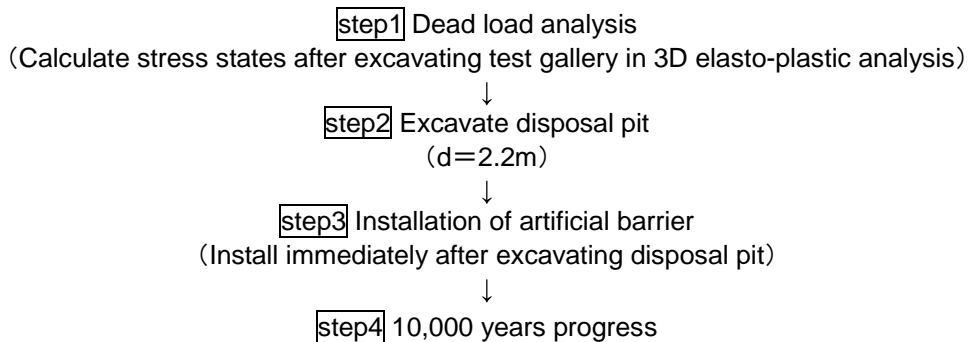 step1 Dead load analysis
（Calculate stress states after excavating test gallery in 3D elasto-plastic analysis）
↓
step2 Excavate disposal pit
（d＝2.2m）
↓
step3 Installation of artificial barrier
（Install immediately after excavating disposal pit）
↓
step4 10,000 years progress